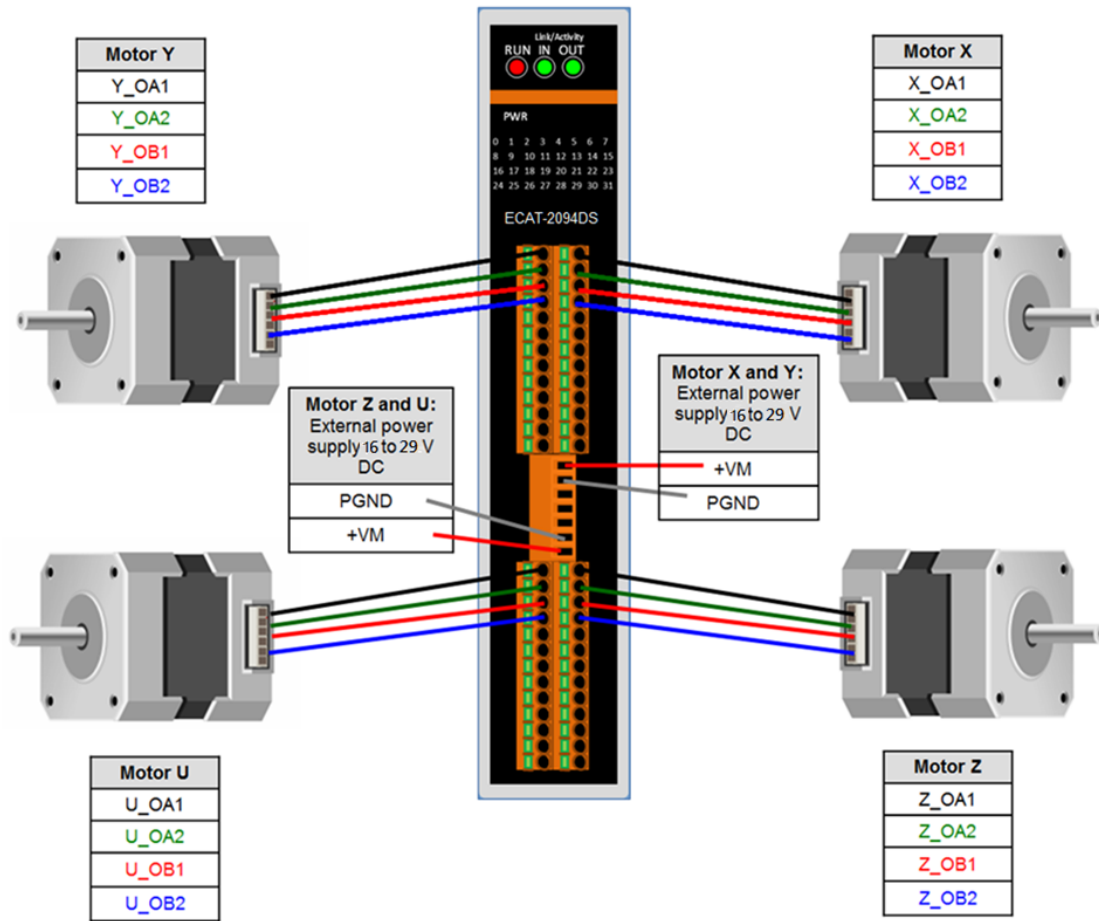 Link/Activity
RUN IN OUT
PWR
0 1 2 3 4 5 6 7
8 9 10 11 12 13 14 15
16 17 18 19 20 21 22 23
24 25 26 27 28 29 30 31
ECAT-2094DS
Motor Y
Y_OA1
Y_OA2
Y_OB1
Y_OB2
Motor X
X_OA1
X_OA2
X_OB1
X_OB2
Motor Z and U:
External power
supply 16 to 29 V
DC
PGND
+VM
Motor X and Y:
External power
supply 16 to 29 V
DC
+VM
PGND
Motor U
U_OA1
U_OA2
U_OB1
U_OB2
Motor Z
Z_OA1
Z_OA2
Z_OB1
Z_OB2